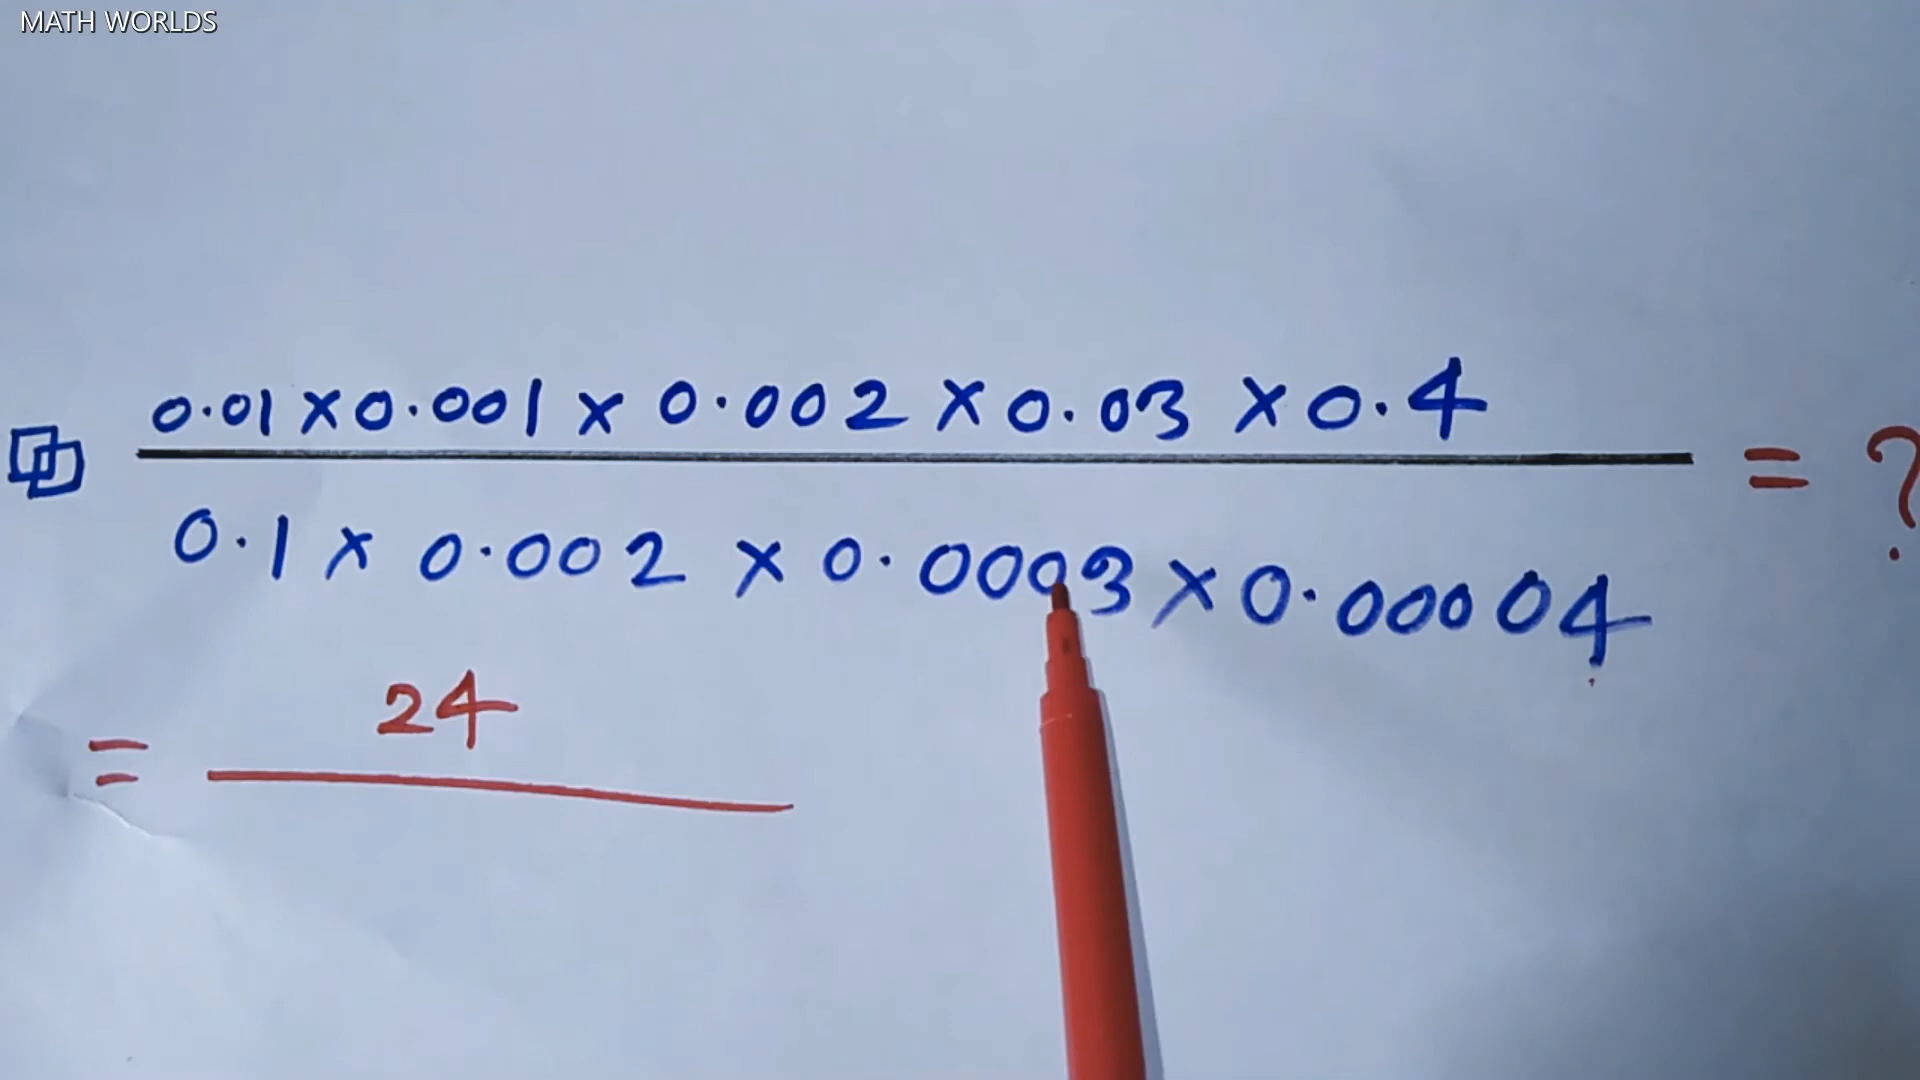 MATH WORLDS
0.01 × 0.001 × 0.002 × 0.03 × 0.4
= ?
0.1 × 0.002 × 0.0003 × 0.00004
24
=